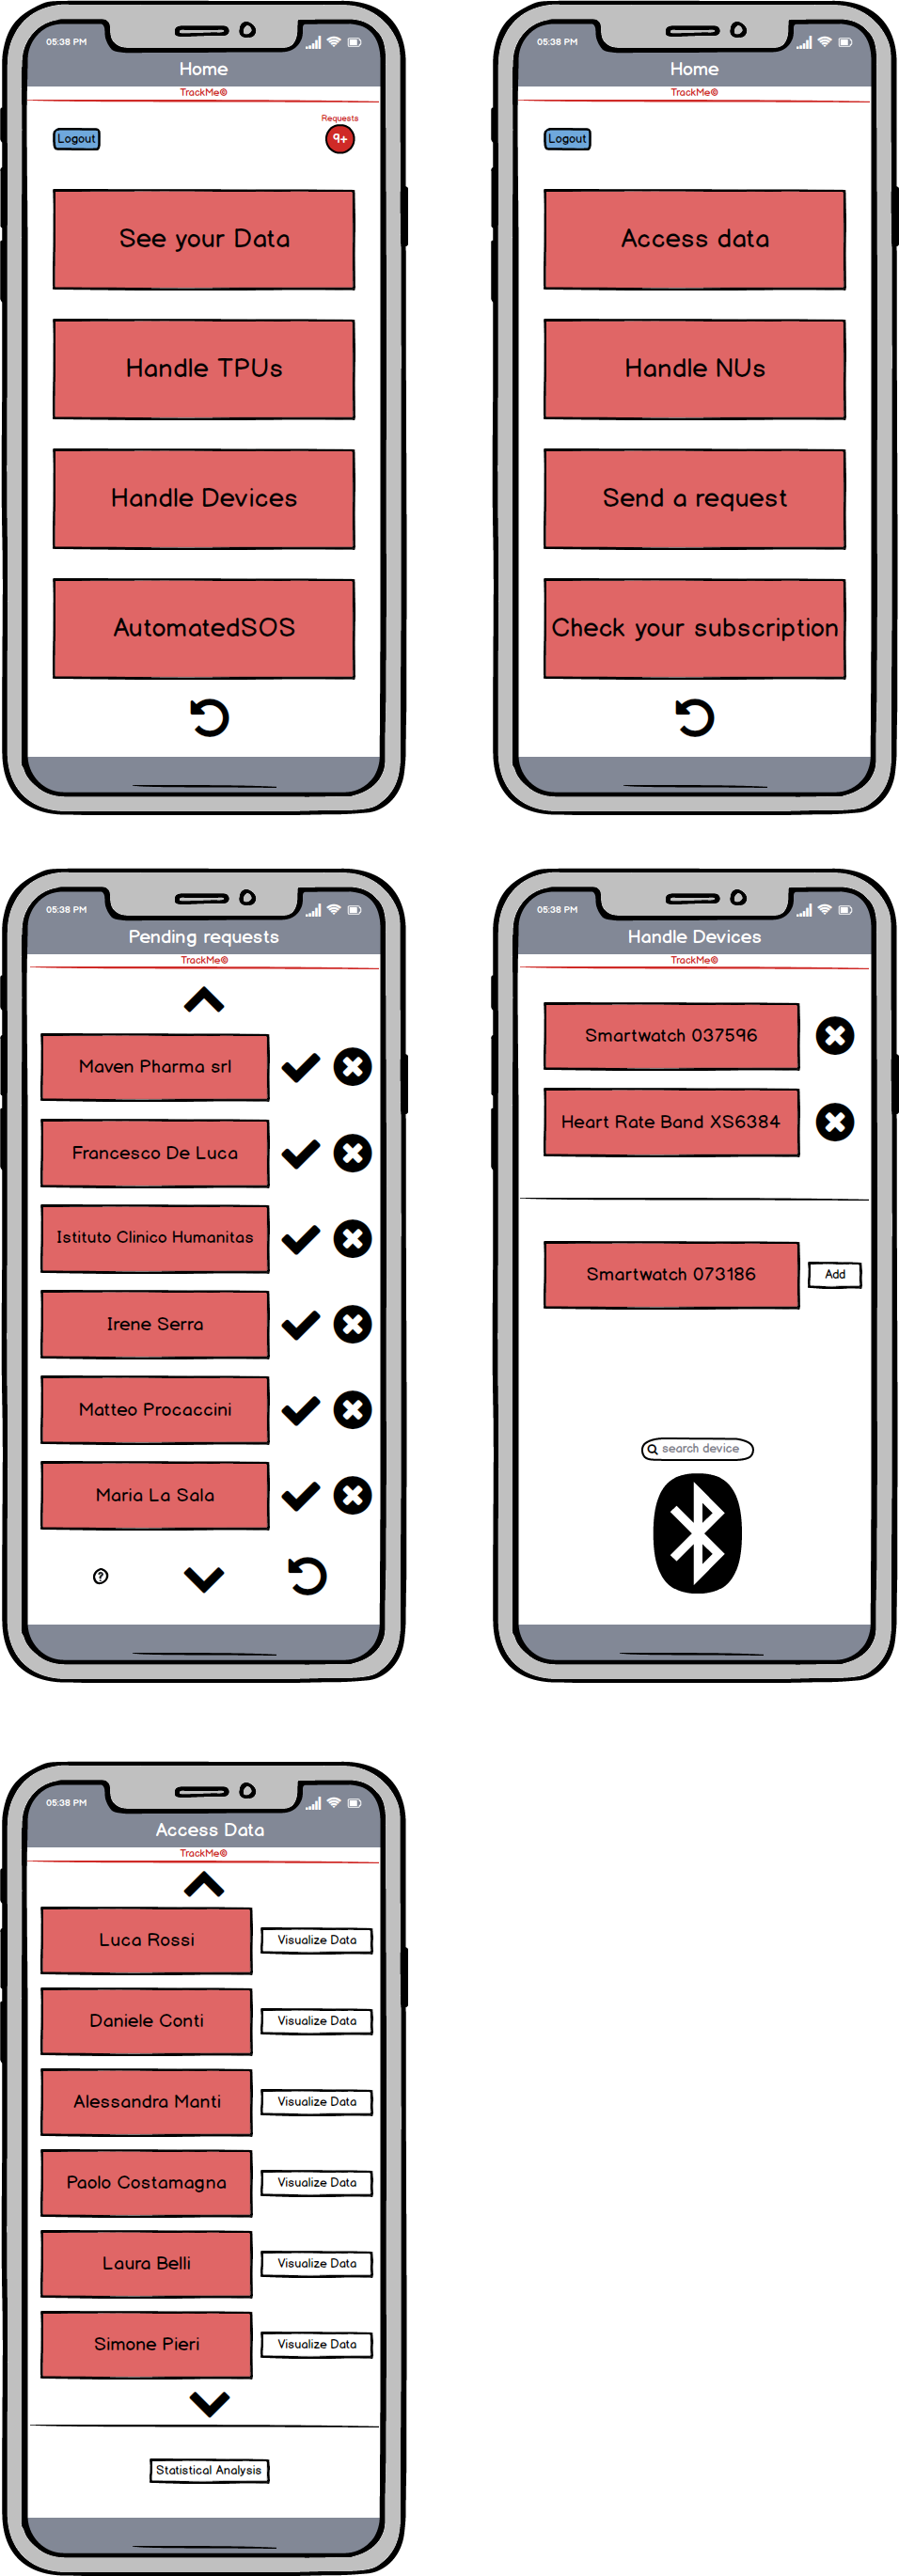 05:38 PM
Home
TrackMe©
Requests
Logout
9+
See your Data
Handle TPUs
Handle Devices
AutomatedSOS
05:38 PM
Home
TrackMe©
Logout
Access data
Handle NUs
Send a request
Check your subscription
05:38 PM
Pending requests
TrackMe©
Maven Pharma srl
Francesco De Luca
Istituto Clinico Humanitas
Irene Serra
Matteo Procaccini
Maria La Sala
?
05:38 PM
Handle Devices
TrackMe©
Smartwatch 037596
Heart Rate Band XS6384
Smartwatch 073186
Add
search device
05:38 PM
Access Data
TrackMe©
Luca Rossi
Visualize Data
Daniele Conti
Visualize Data
Alessandra Manti
Visualize Data
Paolo Costamagna
Visualize Data
Laura Belli
Visualize Data
Simone Pieri
Visualize Data
Statistical Analysis